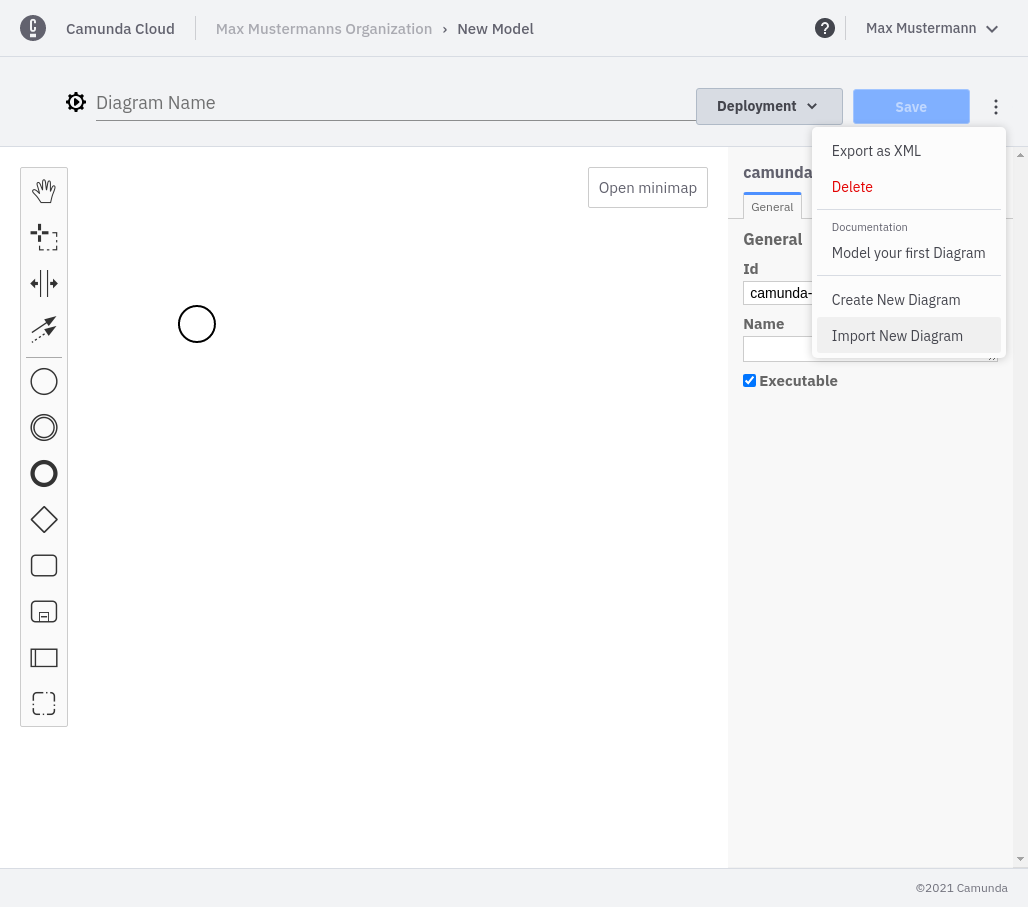 Camunda Cloud
Max Mustermanns Organization › New Model
?
Max Mustermann
Diagram Name
Deployment
Save
Export as XML
Delete
Documentation
Model your first Diagram
Create New Diagram
Import New Diagram
Open minimap
camunda
General
General
Id
camunda-
Name
Executable
©2021 Camunda